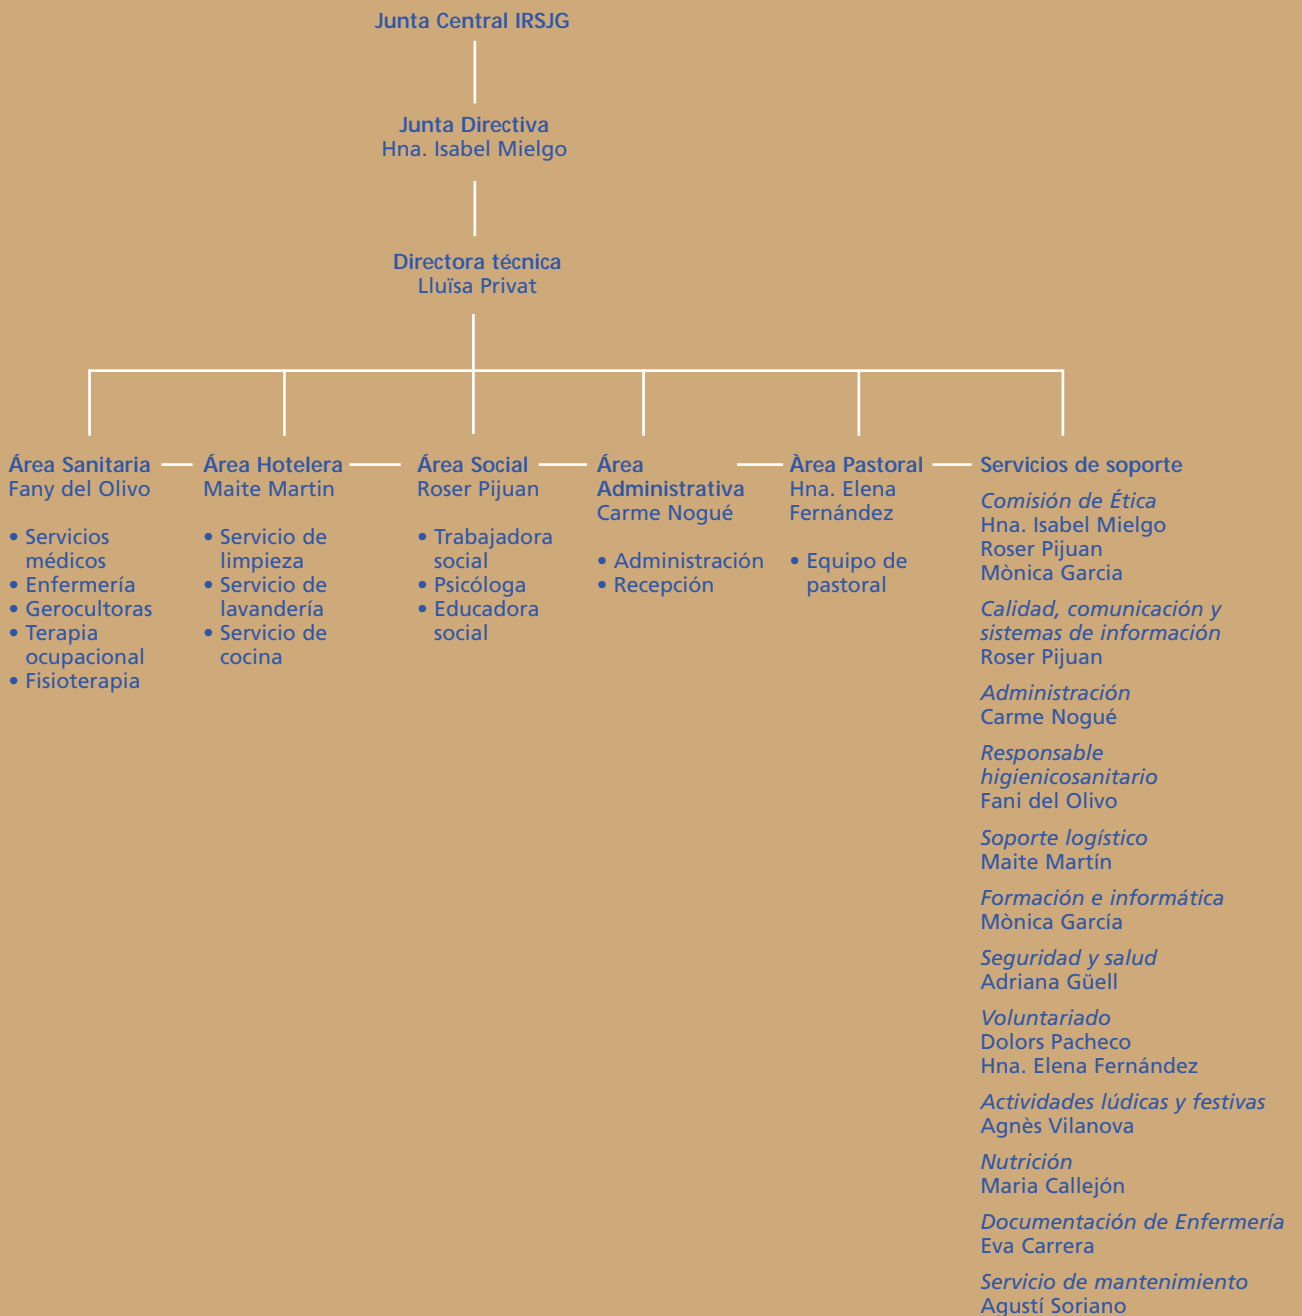 Junta Central IRSJG
Junta Directiva
Hna. Isabel Mielgo
Directora técnica
Lluïsa Privat
Área Sanitaria
Fany del Olivo
• Servicios
médicos
• Enfermería
• Gerocultoras
• Terapia
ocupacional
• Fisioterapia
Área Hotelera
Maite Martin
• Servicio de
limpieza
• Servicio de
lavandería
• Servicio de
cocina
Área Social
Roser Pijuan
• Trabajadora
social
• Psicóloga
• Educadora
social
Área
Administrativa
Carme Nogué
• Administración
• Recepción
Àrea Pastoral
Hna. Elena
Fernández
• Equipo de
pastoral
Servicios de soporte
Comisión de Ética
Hna. Isabel Mielgo
Roser Pijuan
Mònica Garcia
Calidad, comunicación y
sistemas de información
Roser Pijuan
Administración
Carme Nogué
Responsable
higienicosanitario
Fani del Olivo
Soporte logístico
Maite Martín
Formación e informática
Mònica García
Seguridad y salud
Adriana Güell
Voluntariado
Dolors Pacheco
Hna. Elena Fernández
Actividades lúdicas y festivas
Agnès Vilanova
Nutrición
Maria Callejón
Documentación de Enfermería
Eva Carrera
Servicio de mantenimiento
Agustí Soriano